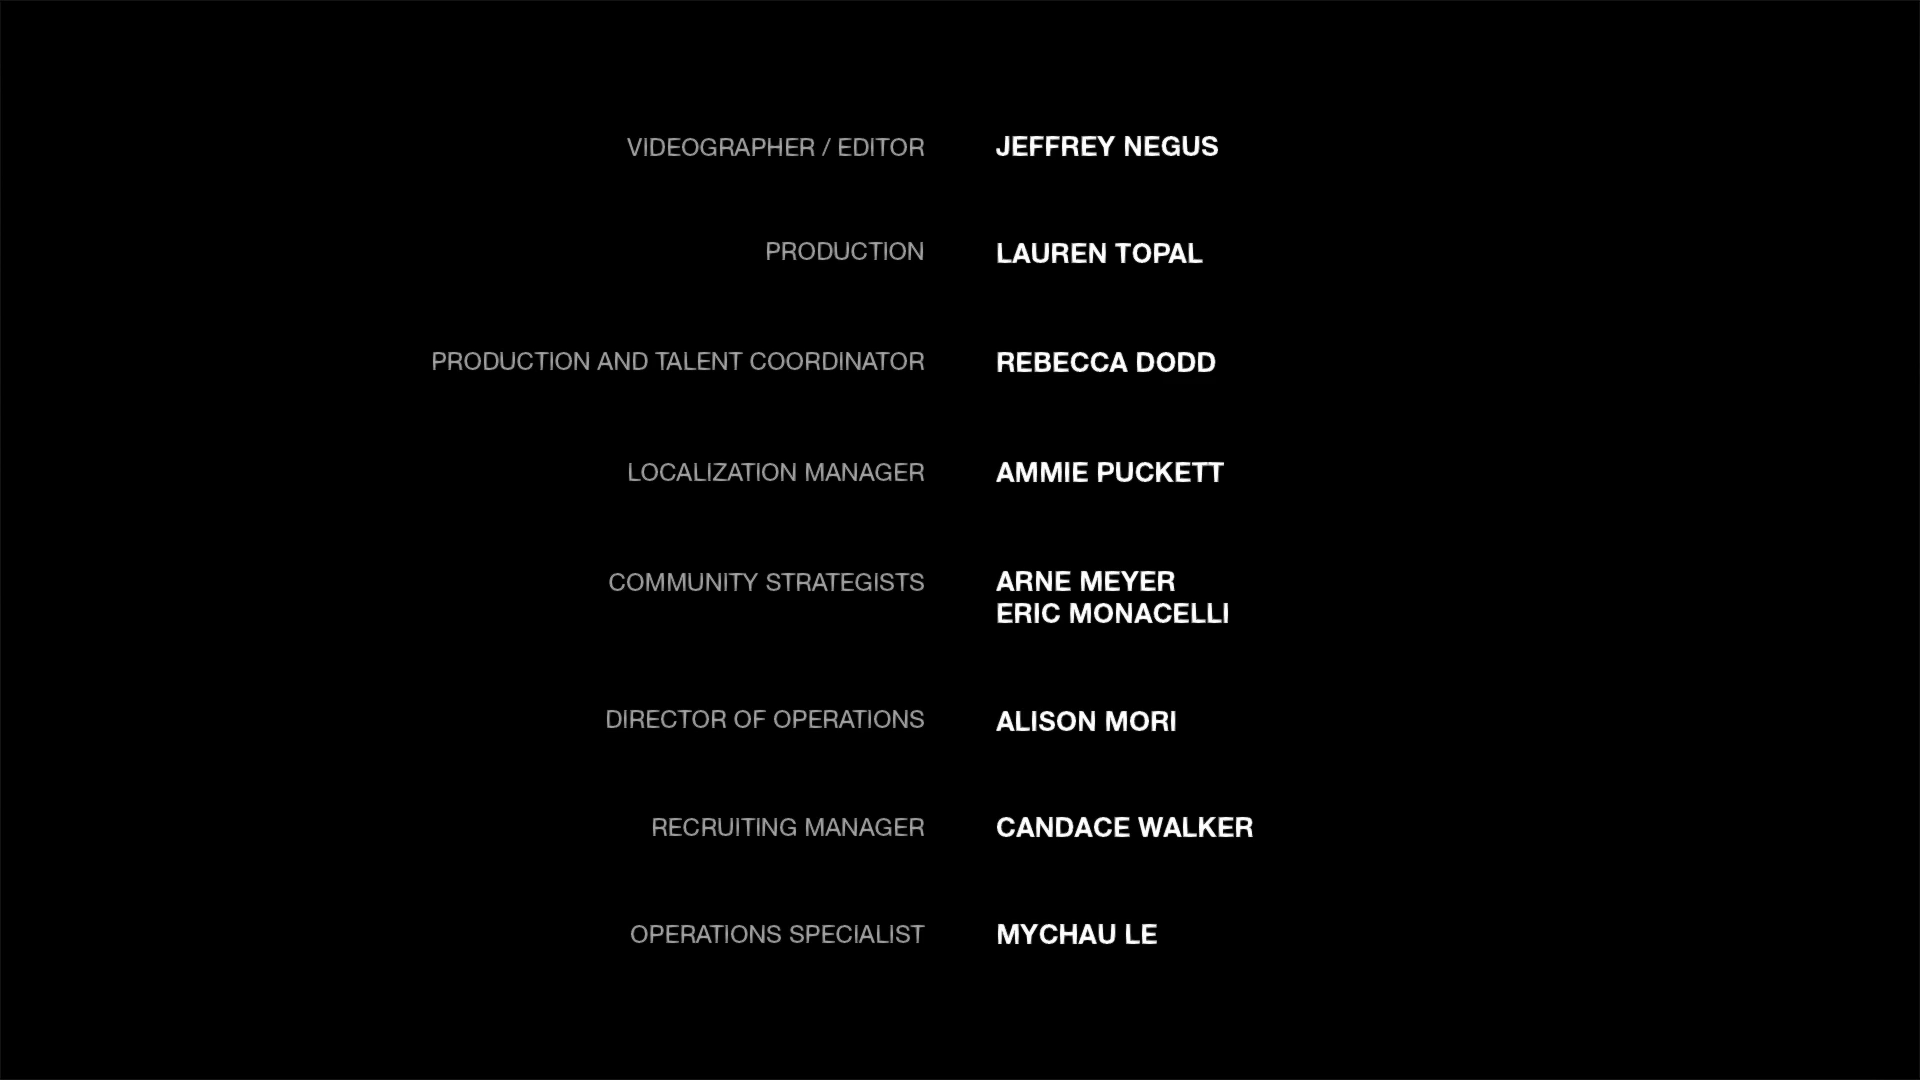 VIDEOGRAPHER / EDITOR JEFFREY NEGUS
PRODUCTION LAUREN TOPAL
PRODUCTION AND TALENT COORDINATOR REBECCA DODD
LOCALIZATION MANAGER AMMIE PUCKETT
COMMUNITY STRATEGISTS ARNE MEYER
ERIC MONACELLI
DIRECTOR OF OPERATIONS ALISON MORI
RECRUITING MANAGER CANDACE WALKER
OPERATIONS SPECIALIST MYCHAU LE